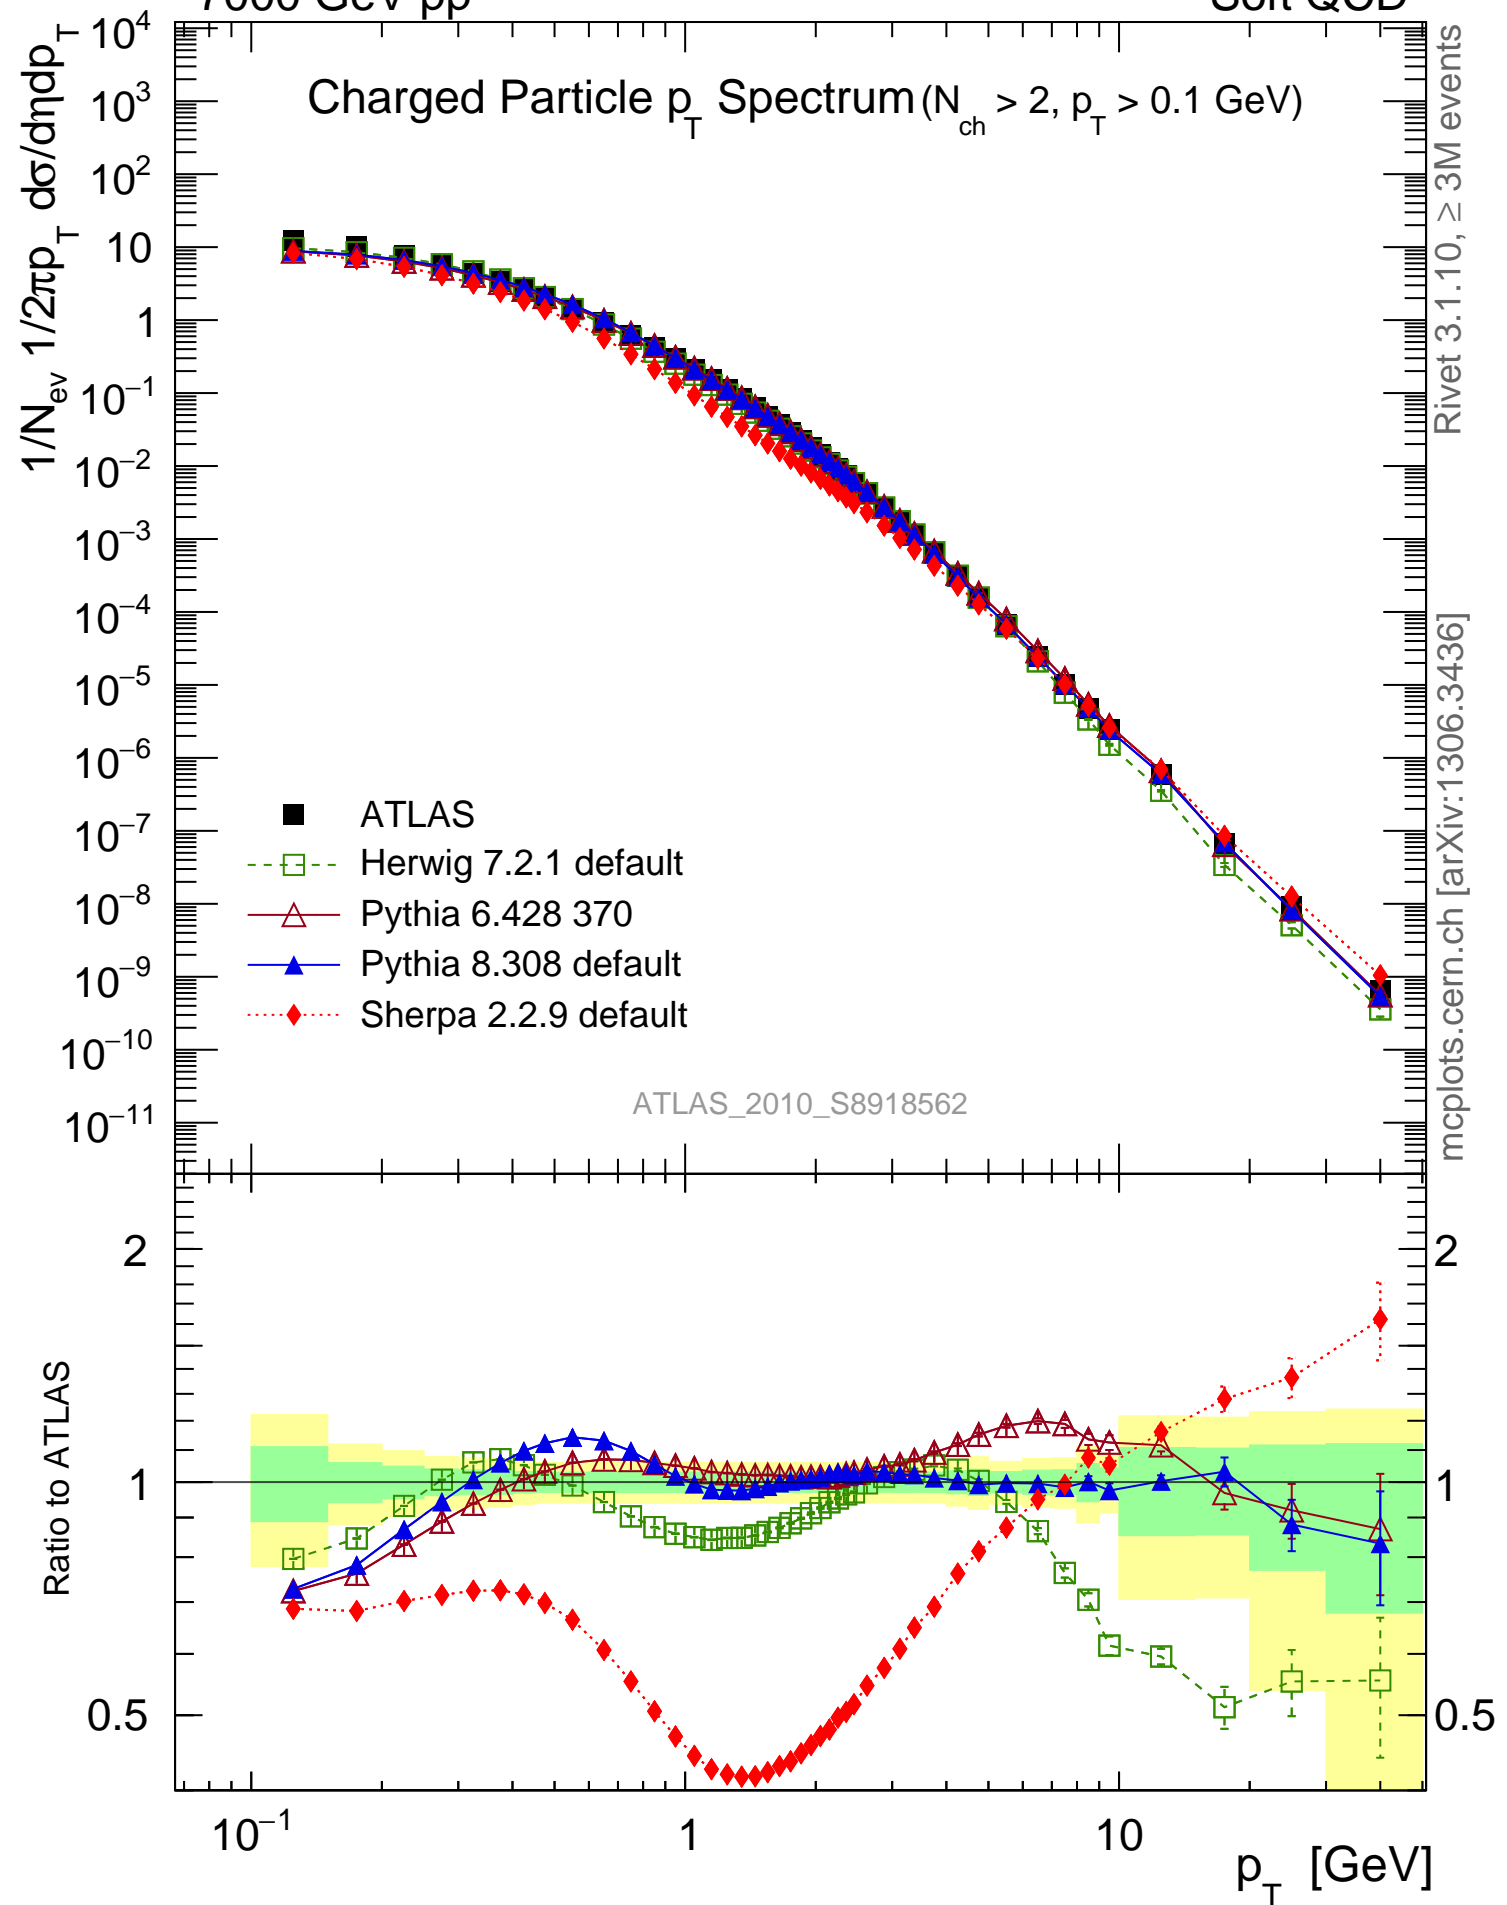 7000 GeV pp
Soft QCD
Charged Particle p_T Spectrum (N_ch > 2, p_T > 0.1 GeV)
1/N_ev 1/2πp_T dσ/dηdp_T
10^4
10^3
10^2
10
1
10^−1
10^−2
10^−3
10^−4
10^−5
10^−6
10^−7
10^−8
10^−9
10^−10
10^−11
ATLAS
Herwig 7.2.1 default
Pythia 6.428 370
Pythia 8.308 default
Sherpa 2.2.9 default
ATLAS_2010_S8918562
Rivet 3.1.10, ≥ 3M events
mcplots.cern.ch [arXiv:1306.3436]
Ratio to ATLAS
2
1
0.5
2
1
0.5
10^−1
1
10
p_T [GeV]